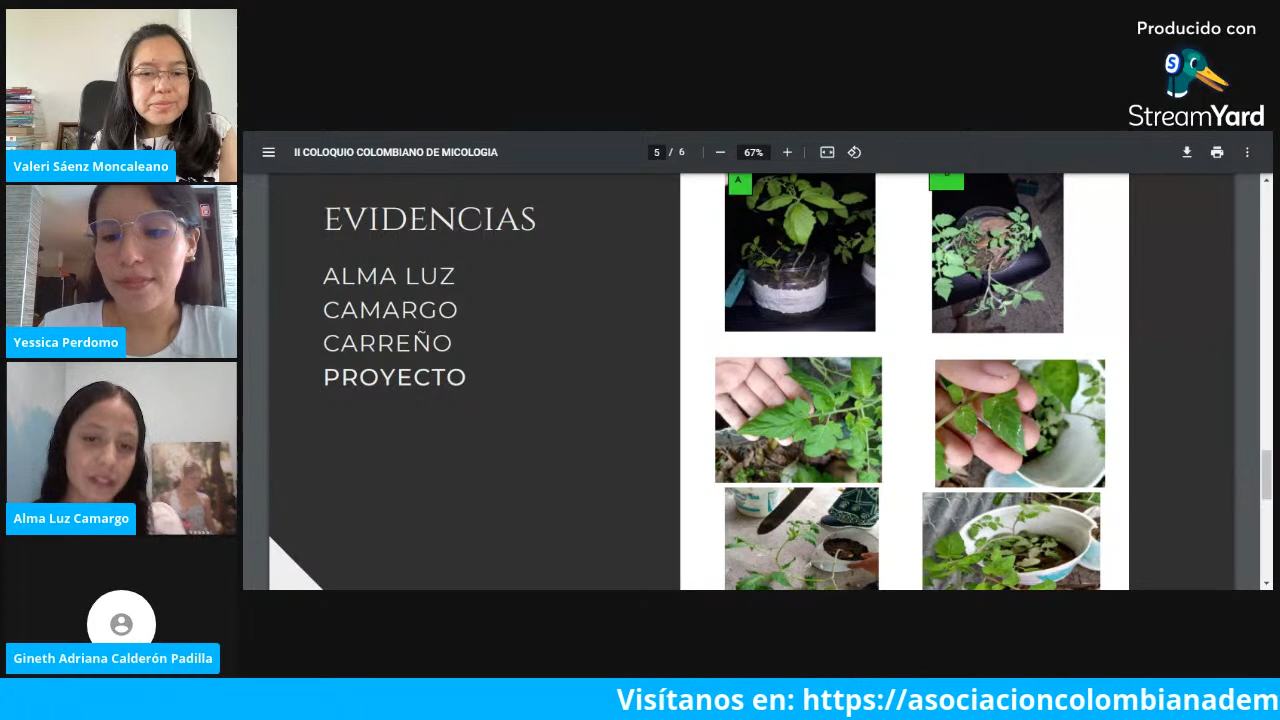 Producido con
S
StreamYard
Valeri Sáenz Moncaleano
Yessica Perdomo
Alma Luz Camargo
Gineth Adriana Calderón Padilla
II COLOQUIO COLOMBIANO DE MICOLOGIA
5 / 6
67%
EVIDENCIAS
ALMA LUZ
CAMARGO
CARREÑO
PROYECTO
A
Visítanos en: https://asociacioncolombianadem